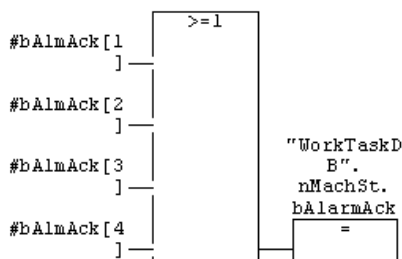 >=1
#bAlmAck[1
]
#bAlmAck[2
]
#bAlmAck[3
]
#bAlmAck[4
]
"WorkTaskD
B".
nMachSt.
bAlarmAck
=